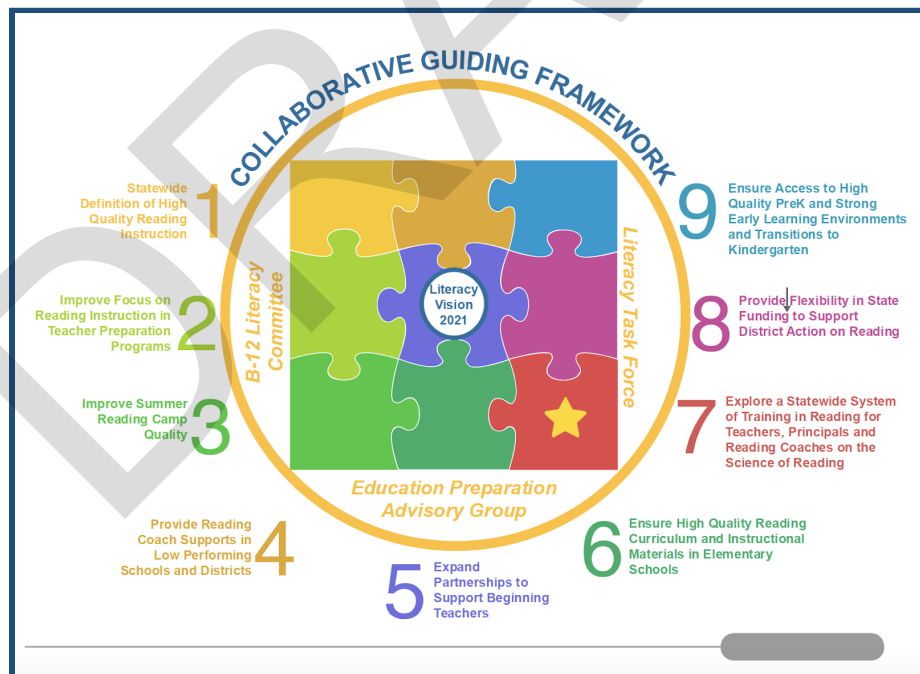 COLLABORATIVE GUIDING FRAMEWORK
1
Statewide
Definition of High
Quality Reading
Instruction
2
Improve Focus on
Reading Instruction in
Teacher Preparation
Programs
3
Improve Summer
Reading Camp
Quality
4
Provide Reading
Coach Supports in
Low Performing
Schools and Districts
5
Expand
Partnerships to
Support Beginning
Teachers
6
Ensure High Quality Reading
Curriculum and Instructional
Materials in Elementary
Schools
7
Explore a Statewide System
of Training in Reading for
Teachers, Principals and
Reading Coaches on the
Science of Reading
8
Provide Flexibility in State
Funding to Support
District Action on Reading
9
Ensure Access to High
Quality PreK and Strong
Early Learning Environments
and Transitions to
Kindergarten
B-12 Literacy
Committee
Literacy
Vision
2021
Literacy Task Force
Education Preparation
Advisory Group